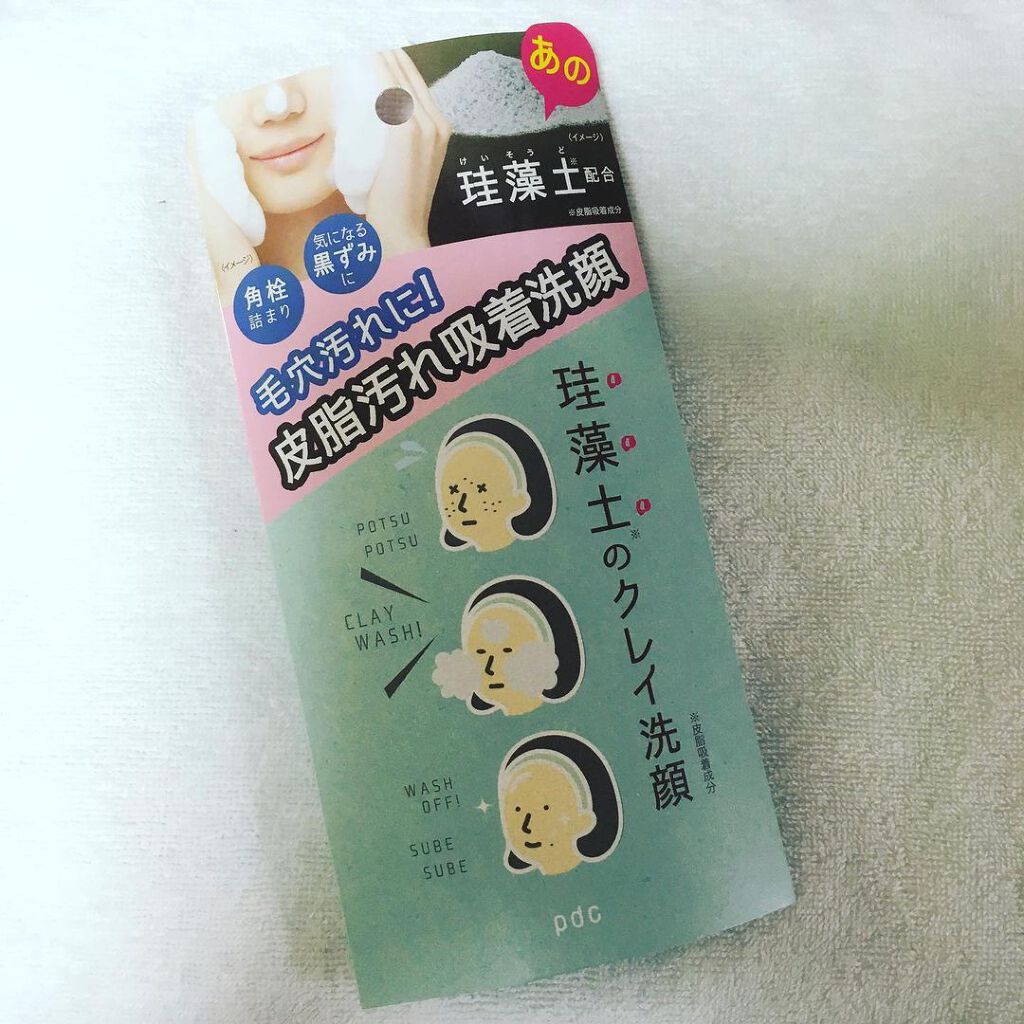 あの
(イメージ)
けいそうど
珪藻土※配合
※皮脂吸着成分
(イメージ)
気になる
黒ずみ
に
角栓
詰まり
毛穴汚れに!
皮脂汚れ吸着洗顔
珪藻土※のクレイ洗顔
※皮脂吸着成分
POTSU
POTSU
CLAY
WASH!
WASH
OFF!
SUBE
SUBE
pdc